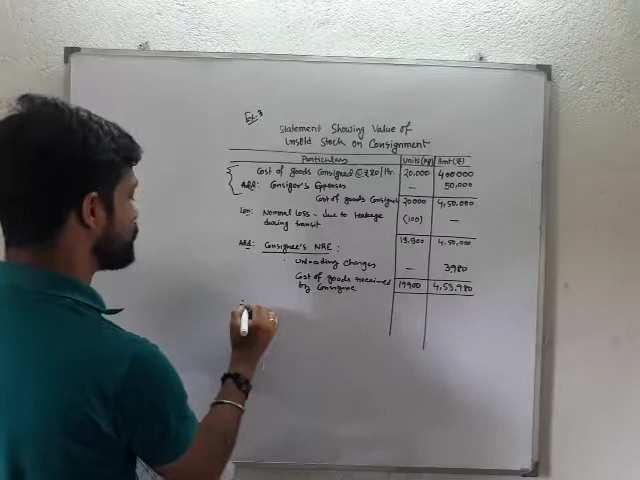 Ex. 3
Statement Showing Value of
Unsold Stock on Consignment
Particulars Units (kg) Amt (₹)
Cost of goods Consigned @ ₹20/ltr. 20,000 400000
Add: Consignor's Expenses — 50,000
Cost of goods Consigned 20000 4,50,000
Less: Normal Loss - due to leakage (100) —
during transit
19,900 4,50,000
Add: Consignee's NRE :
: Unloading Charges — 3980
Cost of goods received 19900 4,53,980
by Consignee